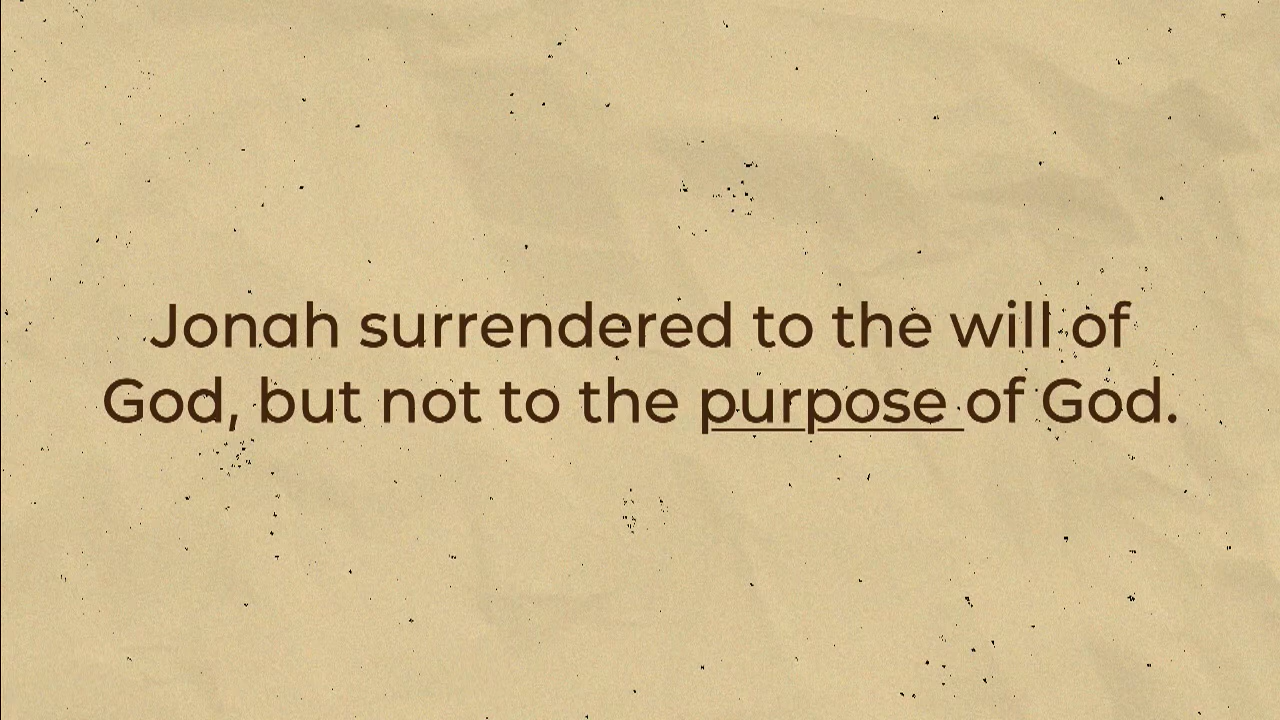 Jonah surrendered to the will of
God, but not to the purpose of God.